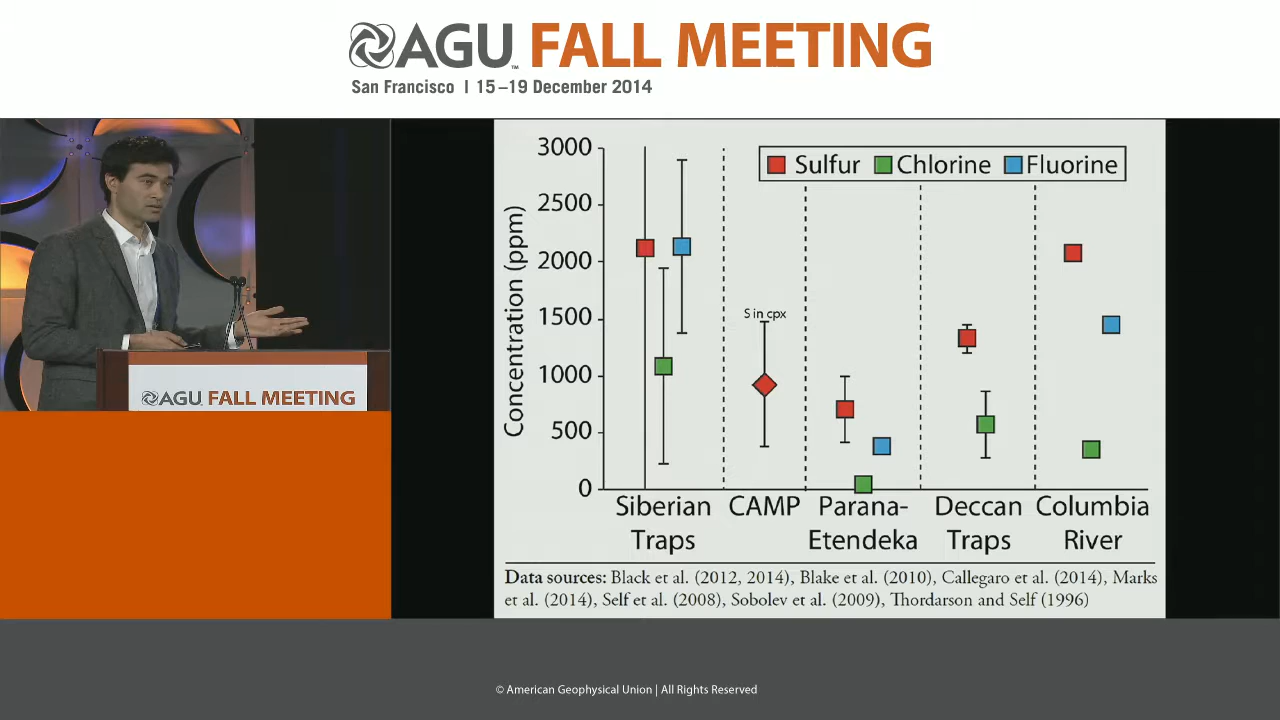 AGU™ FALL MEETING
San Francisco | 15–19 December 2014
AGU FALL MEETING
3000
2500
2000
1500
1000
500
0
Concentration (ppm)
Sulfur Chlorine Fluorine
S in cpx
Siberian Traps
CAMP
Parana-Etendeka
Deccan Traps
Columbia River
Data sources: Black et al. (2012, 2014), Blake et al. (2010), Callegaro et al. (2014), Marks
et al. (2014), Self et al. (2008), Sobolev et al. (2009), Thordarson and Self (1996)
© American Geophysical Union | All Rights Reserved